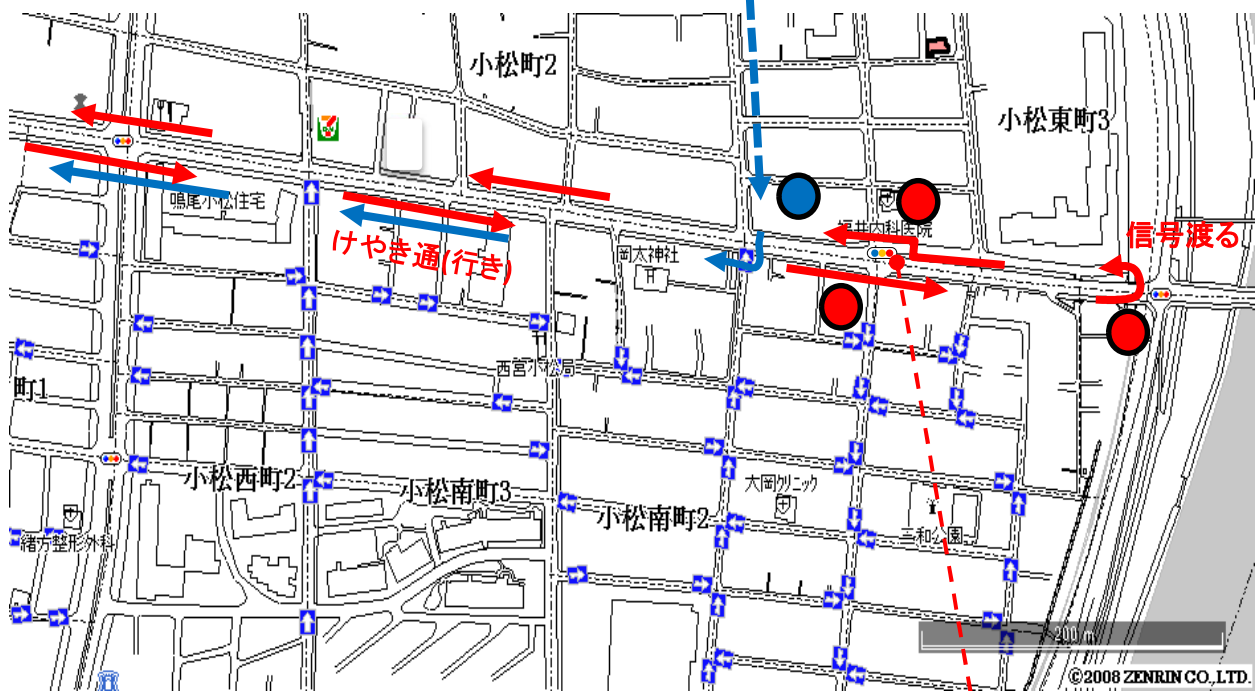 小松町2
小松東町3
鳴尾小松住宅
福井内科医院
信号渡る
けやき通(行き)
岡太神社
西宮小松局
町1
小松西町2
小松南町3
大岡クリニック
小松南町2
三和公園
緒方整形外科
200 m
©2008 ZENRIN CO., LTD.